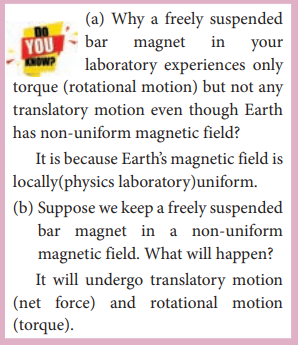 DO
YOU
KNOW?
(a) Why a freely suspended
bar magnet in your
laboratory experiences only
torque (rotational motion) but not any
translatory motion even though Earth
has non-uniform magnetic field?
It is because Earth's magnetic field is
locally(physics laboratory)uniform.
(b) Suppose we keep a freely suspended
bar magnet in a non-uniform
magnetic field. What will happen?
It will undergo translatory motion
(net force) and rotational motion
(torque).